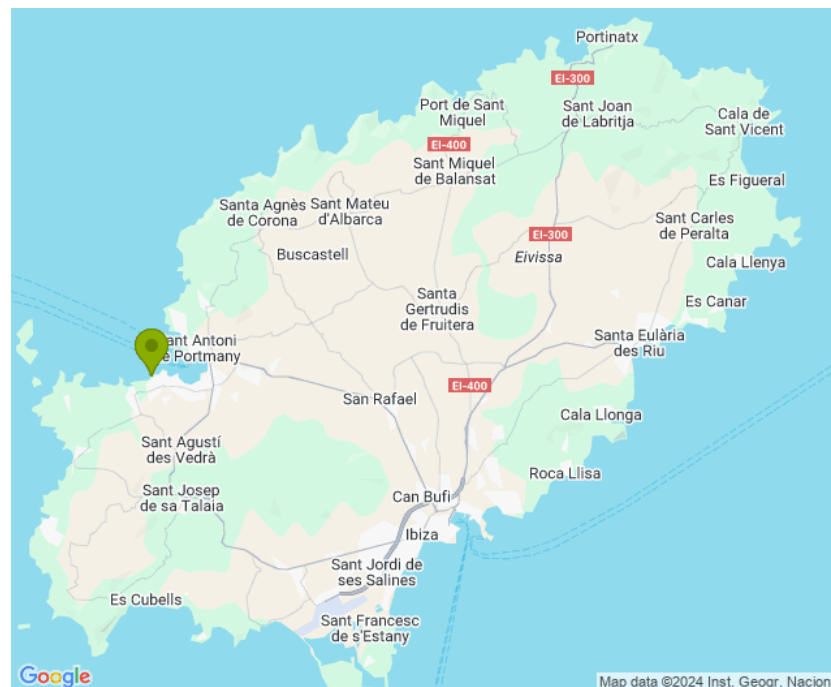 Portinatx
EI-300
Port de Sant
Miquel
Sant Joan
de Labritja
Cala de
Sant Vicent
EI-400
Sant Miquel
de Balansat
Es Figueral
Santa Agnès
de Corona
Sant Mateu
d'Albarca
Sant Carles
de Peralta
EI-300
Buscastell
Eivissa
Cala Llenya
Santa
Gertrudis
de Fruitera
Es Canar
ant Antoni
e Portmany
Santa Eulària
des Riu
EI-400
San Rafael
Cala Llonga
Sant Agustí
des Vedrà
Roca Llisa
Sant Josep
de sa Talaia
Can Bufi
Ibiza
Sant Jordi de
ses Salines
Es Cubells
Sant Francesc
de s'Estany
Google
Map data ©2024 Inst. Geogr. Nacion